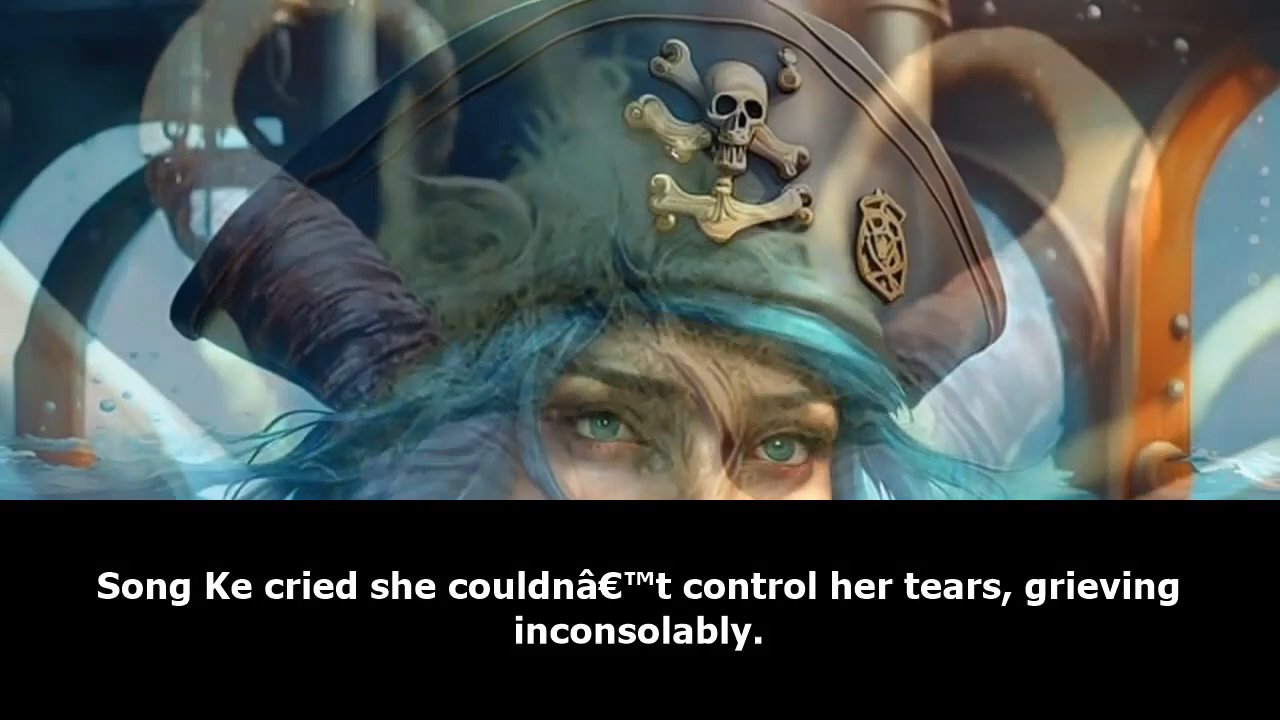 Song Ke cried she couldnâ€™t control her tears, grieving
inconsolably.